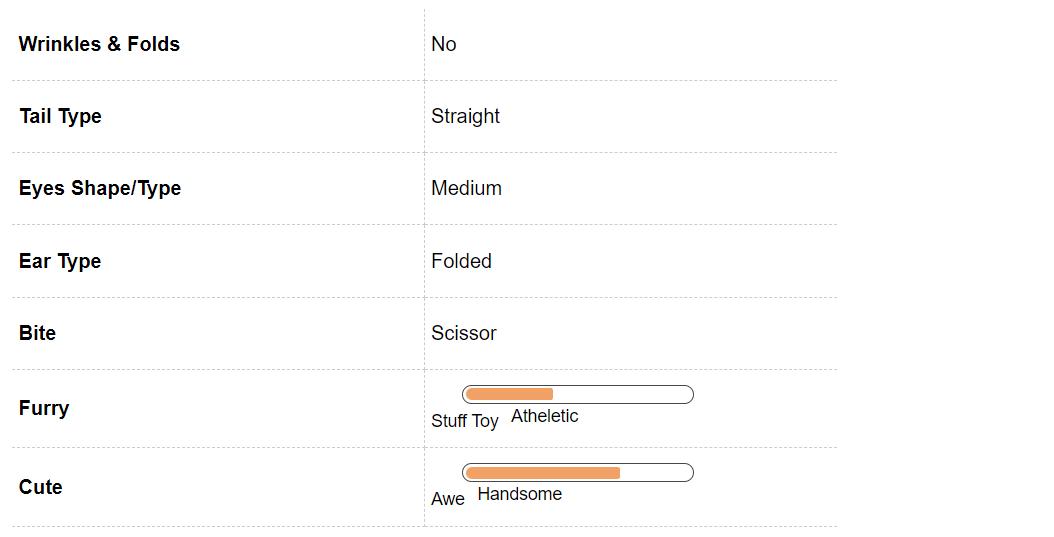 Wrinkles & Folds No
Tail Type Straight
Eyes Shape/Type Medium
Ear Type Folded
Bite Scissor
Furry
Stuff Toy Atheletic
Cute
Awe Handsome